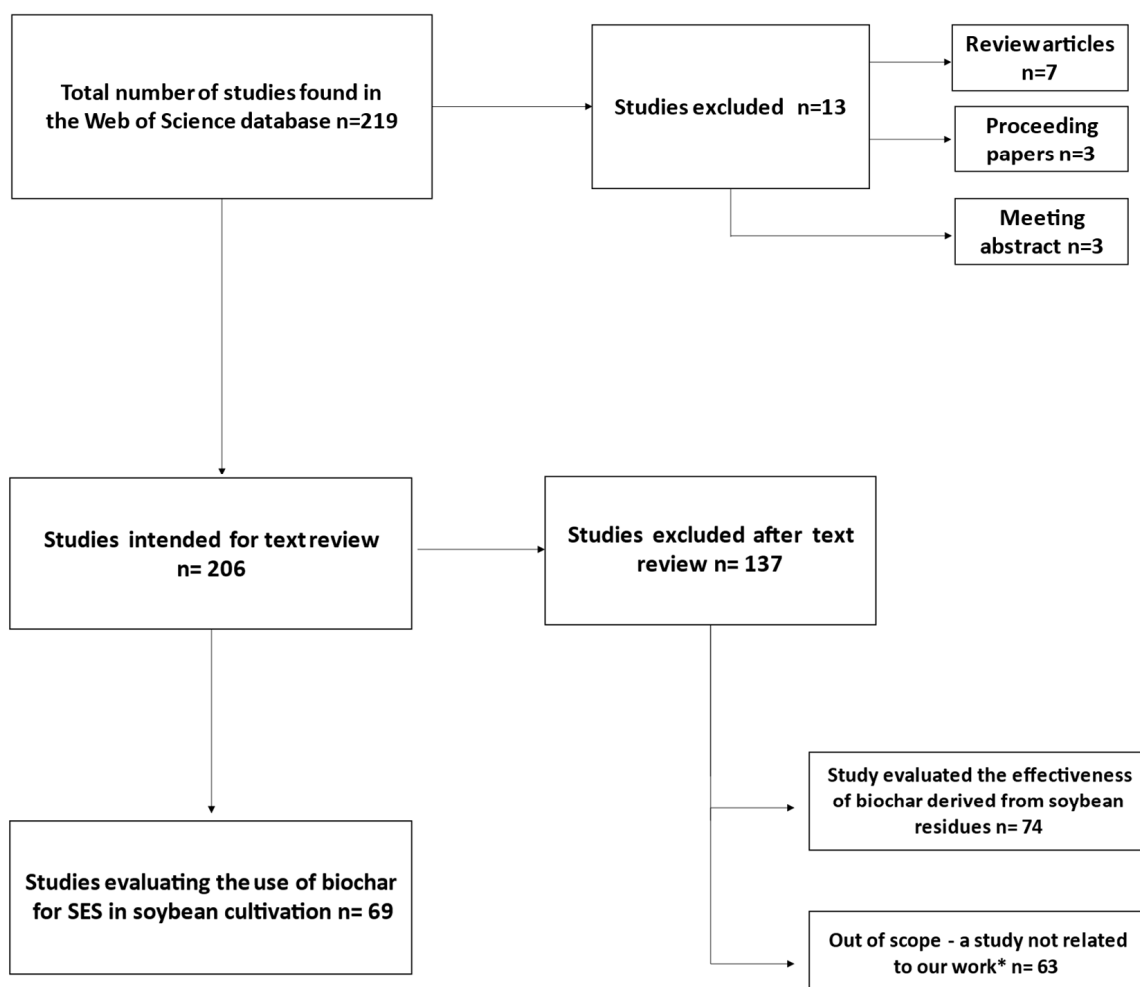 Total number of studies found in
the Web of Science database n=219
Studies excluded n=13
Review articles
n=7
Proceeding
papers n=3
Meeting
abstract n=3
Studies intended for text review
n= 206
Studies excluded after text
review n= 137
Study evaluated the effectiveness
of biochar derived from soybean
residues n= 74
Studies evaluating the use of biochar
for SES in soybean cultivation n= 69
Out of scope - a study not related
to our work* n= 63